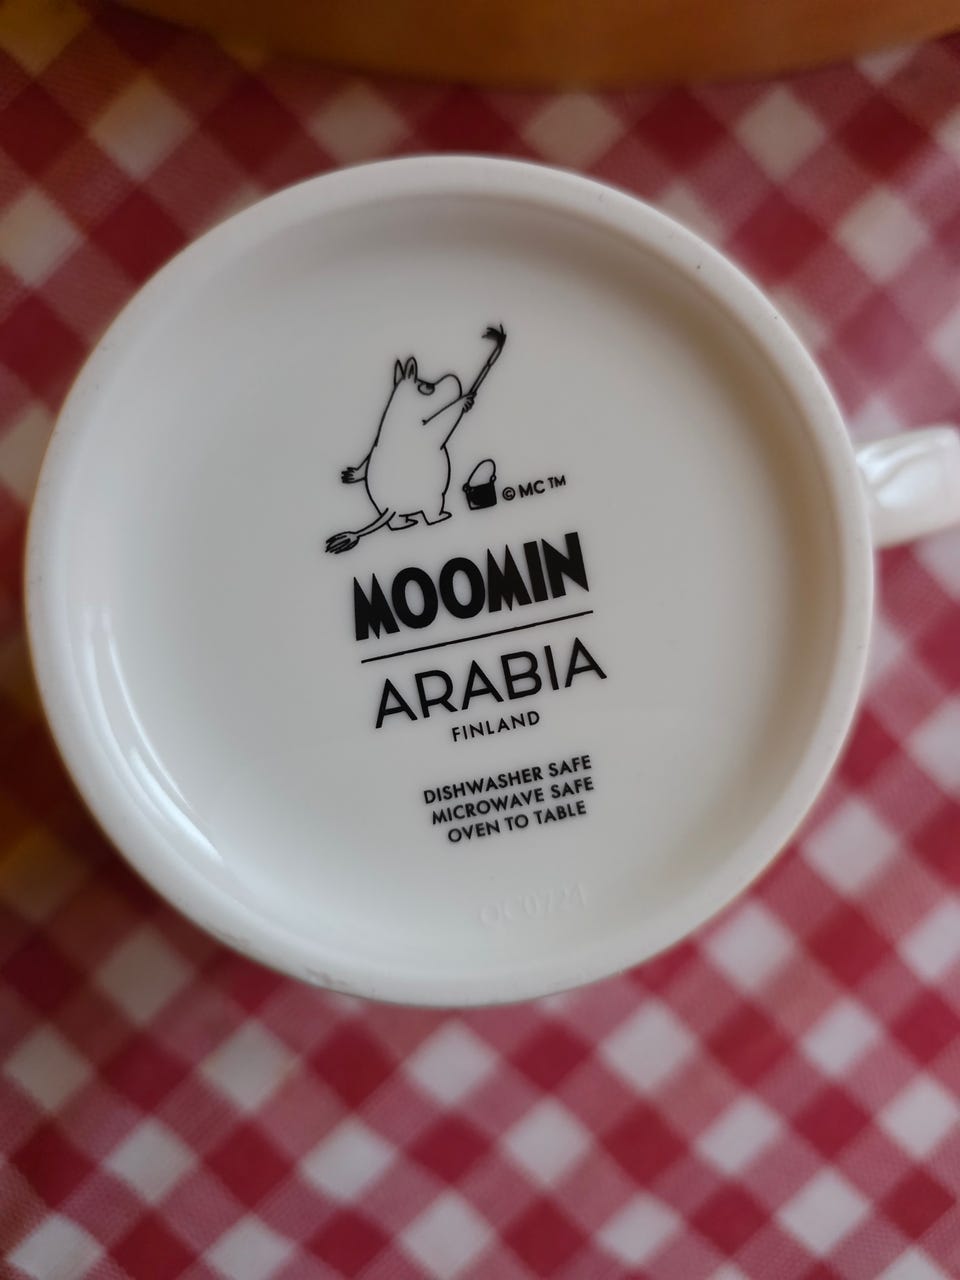 © MC ™
MOOMIN
ARABIA
FINLAND
DISHWASHER SAFE
MICROWAVE SAFE
OVEN TO TABLE